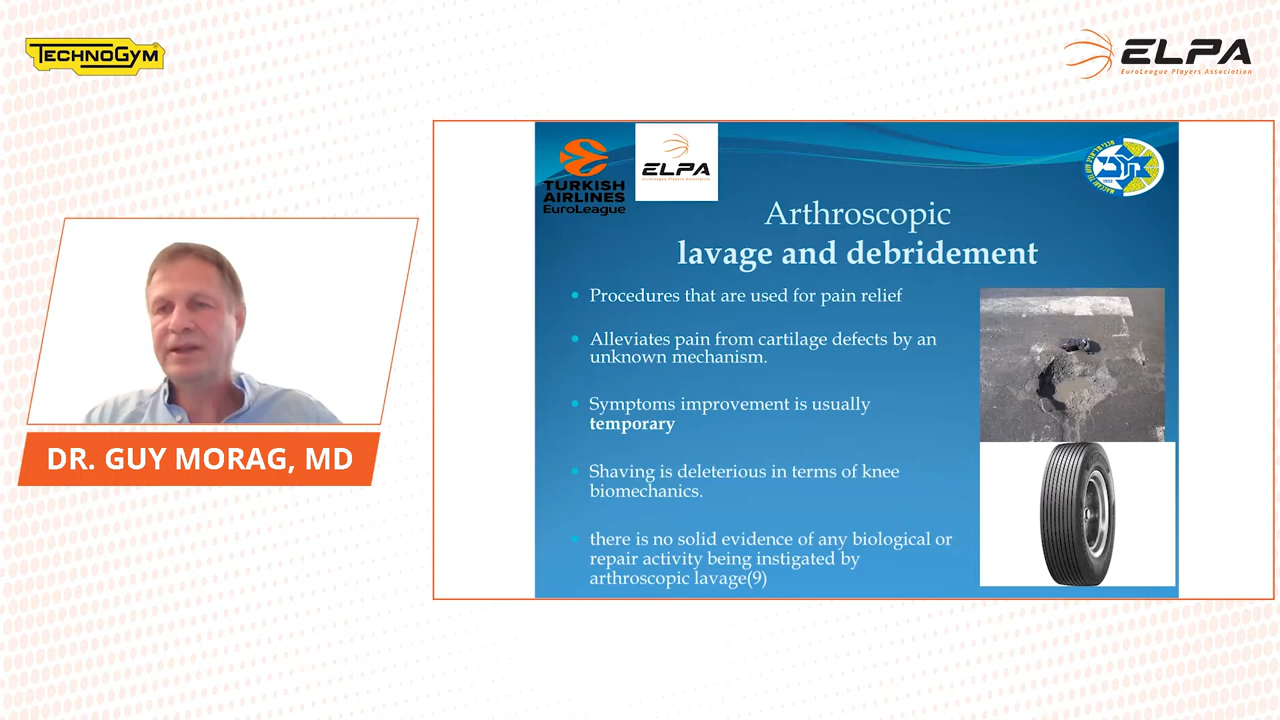 TECHNOGYM
ELPA
EuroLeague Players Association
TURKISH
AIRLINES
EuroLeague
ELPA
Arthroscopic
lavage and debridement
• Procedures that are used for pain relief
• Alleviates pain from cartilage defects by an
unknown mechanism.
• Symptoms improvement is usually
temporary
• Shaving is deleterious in terms of knee
biomechanics.
• there is no solid evidence of any biological or
repair activity being instigated by
arthroscopic lavage(9)
DR. GUY MORAG, MD